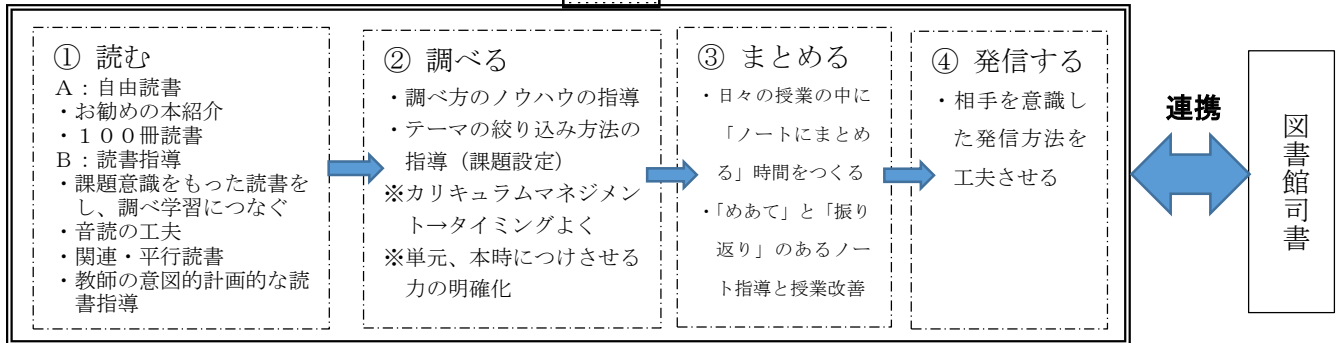 ① 読む
Ａ：自由読書
・お勧めの本紹介
・１００冊読書
Ｂ：読書指導
・課題意識をもった読書を
し、調べ学習につなぐ
・音読の工夫
・関連・平行読書
・教師の意図的計画的な読
書指導
② 調べる
・調べ方のノウハウの指導
・テーマの絞り込み方法の
指導（課題設定）
※カリキュラムマネジメン
ト→タイミングよく
※単元、本時につけさせる
力の明確化
③ まとめる
・日々の授業の中に
「ノートにまとめ
る」時間をつくる
・「めあて」と「振り
返り」のあるノー
ト指導と授業改善
④ 発信する
・相手を意識し
た発信方法を
工夫させる
連携
図書館司書